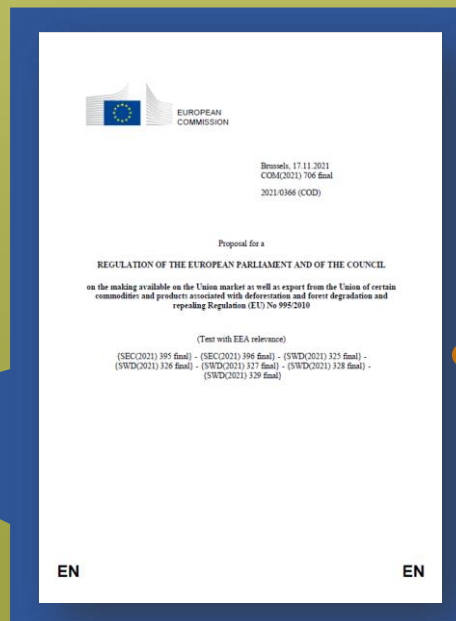 EUROPEAN
COMMISSION
Brussels, 17.11.2021
COM(2021) 706 final
2021/0366 (COD)
Proposal for a
REGULATION OF THE EUROPEAN PARLIAMENT AND OF THE COUNCIL
on the making available on the Union market as well as export from the Union of certain
commodities and products associated with deforestation and forest degradation and
repealing Regulation (EU) No 995/2010
(Text with EEA relevance)
{SEC(2021) 395 final} - {SEC(2021) 396 final} - {SWD(2021) 325 final} -
{SWD(2021) 326 final} - {SWD(2021) 327 final} - {SWD(2021) 328 final} -
{SWD(2021) 329 final}
EN EN